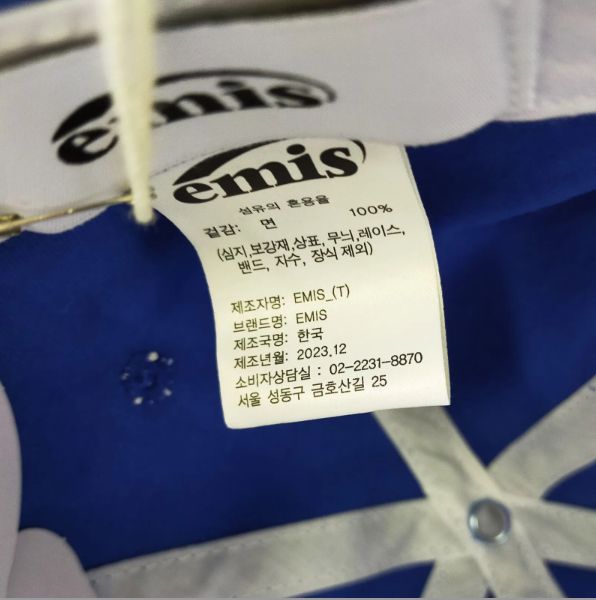 emis
emis
섬유의 혼용율
겉감: 면 100%
(심지,보강재,상표, 무늬,레이스,
밴드, 자수, 장식 제외)
제조자명: EMIS_(T)
브랜드명: EMIS
제조국명: 한국
제조년월: 2023.12
소비자상담실 : 02-2231-8870
서울 성동구 금호산길 25